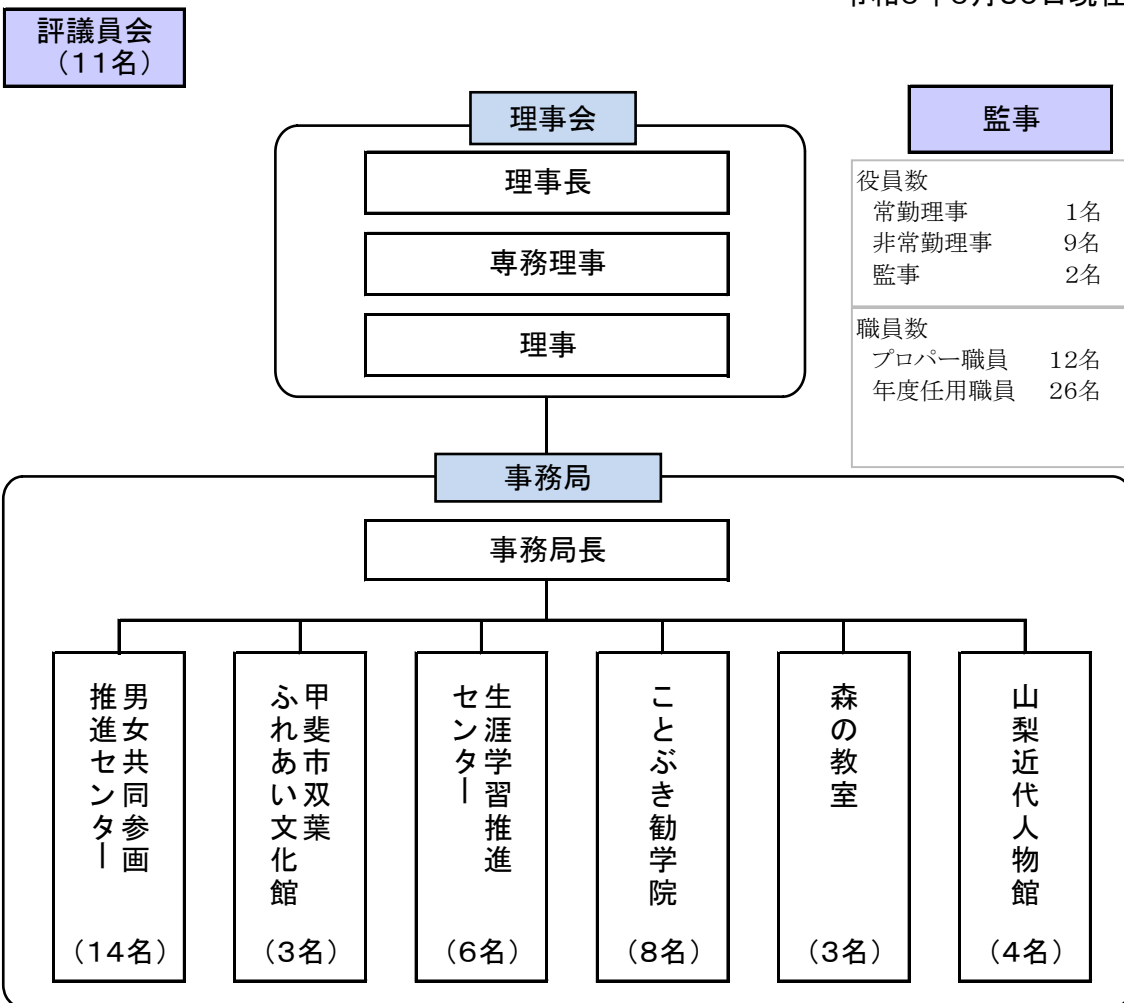 評議員会
(11名)
理事会
監事
理事長
専務理事
理事
役員数
常勤理事 1名
非常勤理事 9名
監事 2名
職員数
プロパー職員 12名
年度任用職員 26名
事務局
事務局長
男女共同参画
推進センター
(14名)
甲斐市双葉
ふれあい文化館
(3名)
生涯学習推進
センター
(6名)
ことぶき勧学院
(8名)
森の教室
(3名)
山梨近代人物館
(4名)